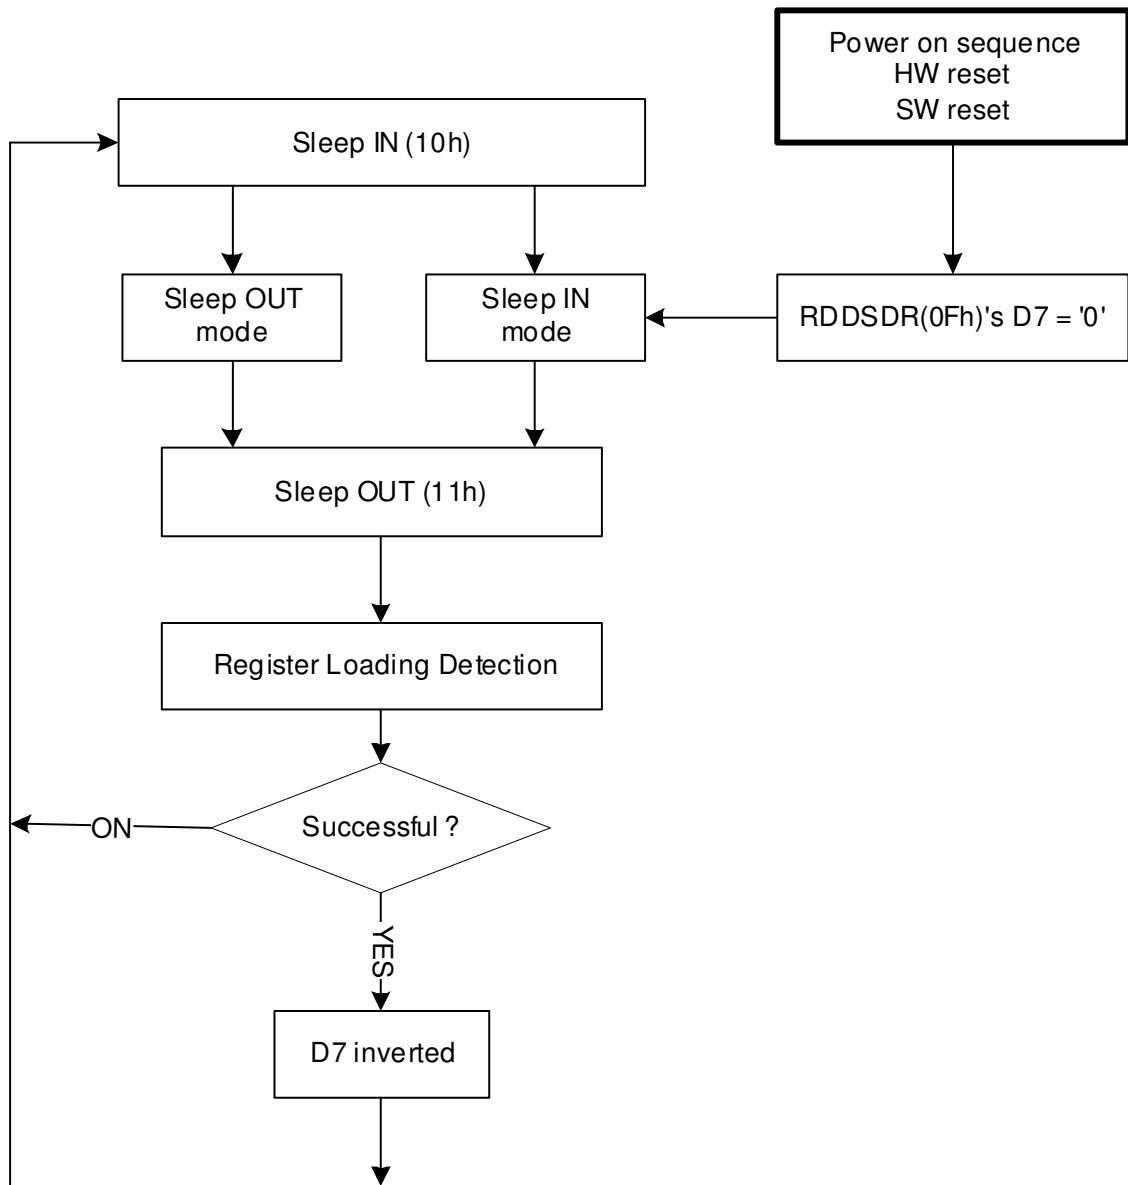 Power on sequence
HW reset
SW reset
Sleep IN (10h)
Sleep OUT
mode
Sleep IN
mode
RDDSDR(0Fh)'s D7 = '0'
Sleep OUT (11h)
Register Loading Detection
Successful ?
ON
YES
D7 inverted